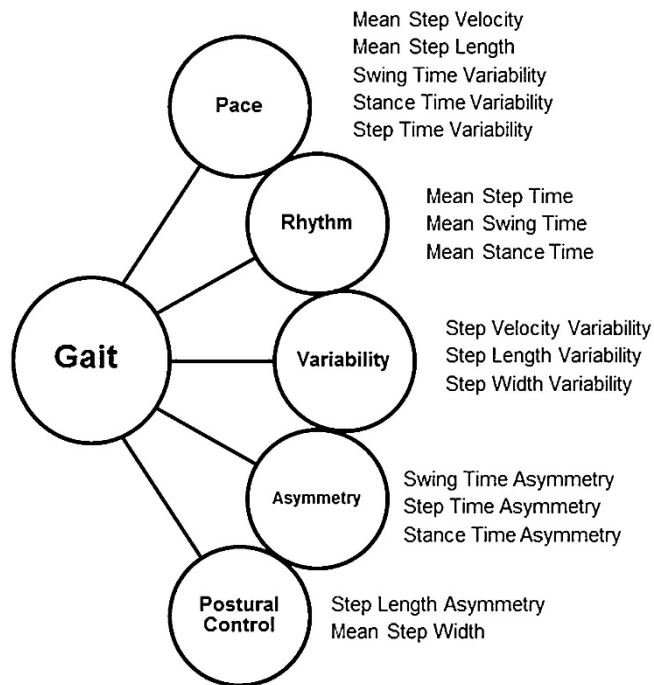 Mean Step Velocity
Mean Step Length
Swing Time Variability
Stance Time Variability
Step Time Variability
Pace
Mean Step Time
Mean Swing Time
Mean Stance Time
Rhythm
Gait
Step Velocity Variability
Step Length Variability
Step Width Variability
Variability
Swing Time Asymmetry
Step Time Asymmetry
Stance Time Asymmetry
Asymmetry
Postural
Control
Step Length Asymmetry
Mean Step Width